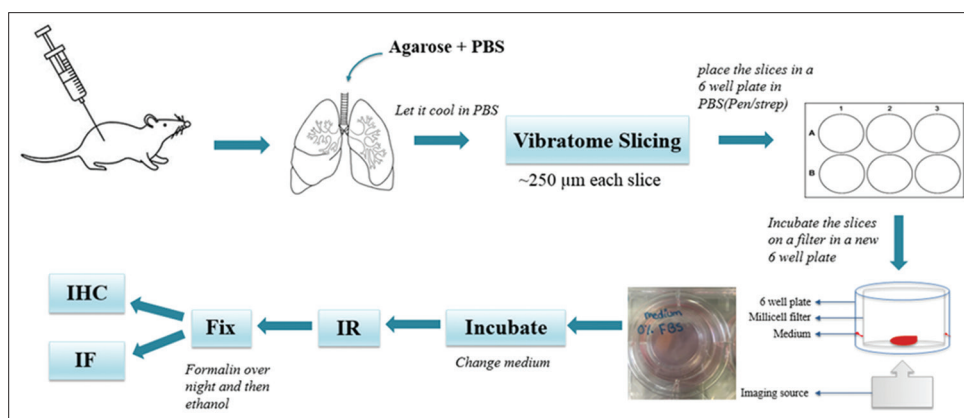 Agarose + PBS
Let it cool in PBS
Vibratome Slicing
~250 μm each slice
place the slices in a
6 well plate in
PBS(Pen/strep)
1 2 3
A
B
Incubate the slices
on a filter in a new
6 well plate
6 well plate
Millicell filter
Medium
Imaging source
medium
0% FBS
Incubate
Change medium
IR
Fix
Formalin over
night and then
ethanol
IHC
IF